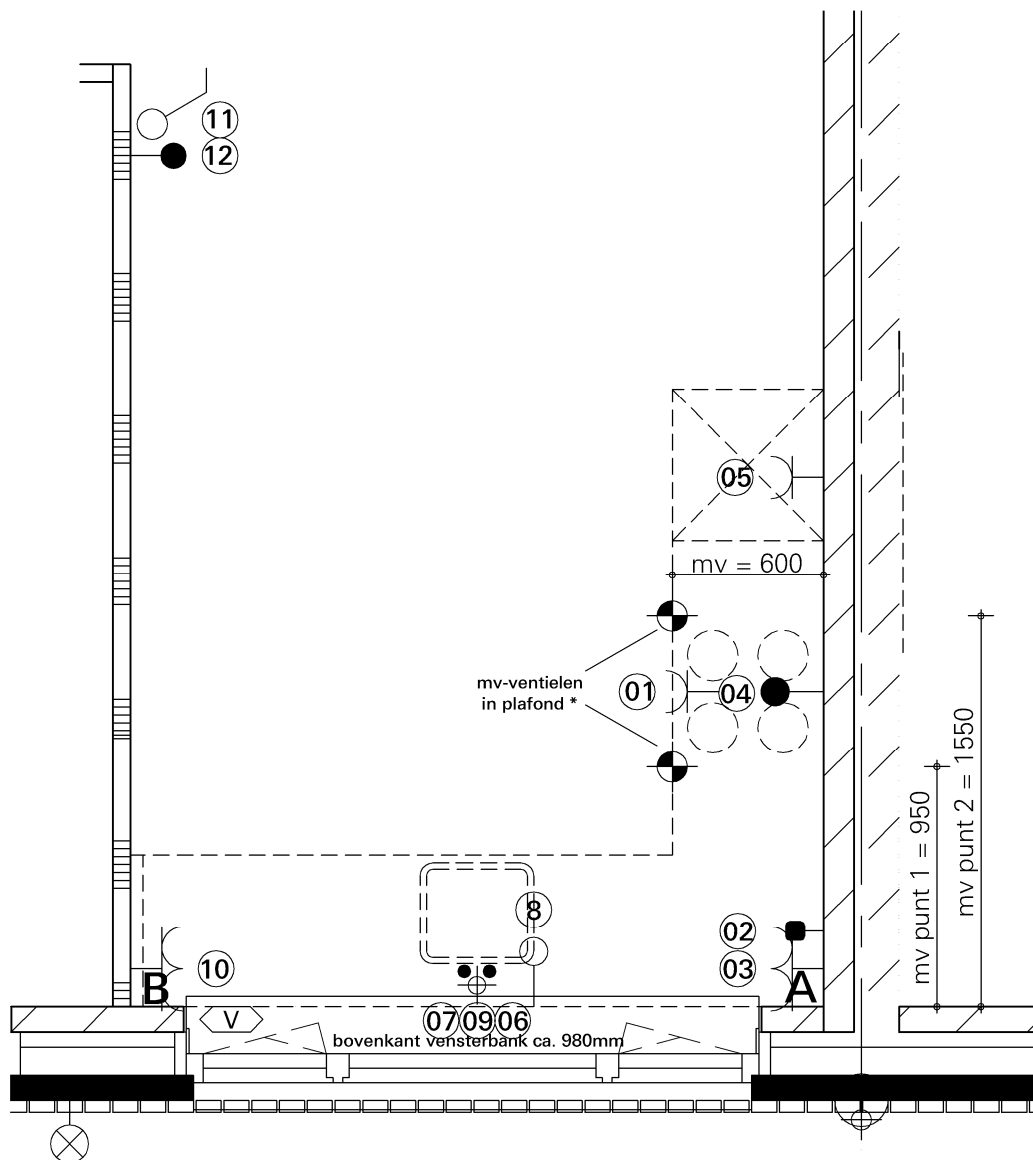 11
12
05
mv = 600
mv-ventielen
in plafond *
01
04
mv punt 1 = 950
mv punt 2 = 1550
8
02
10
03
B
A
V
07 09 06
bovenkant vensterbank ca. 980mm